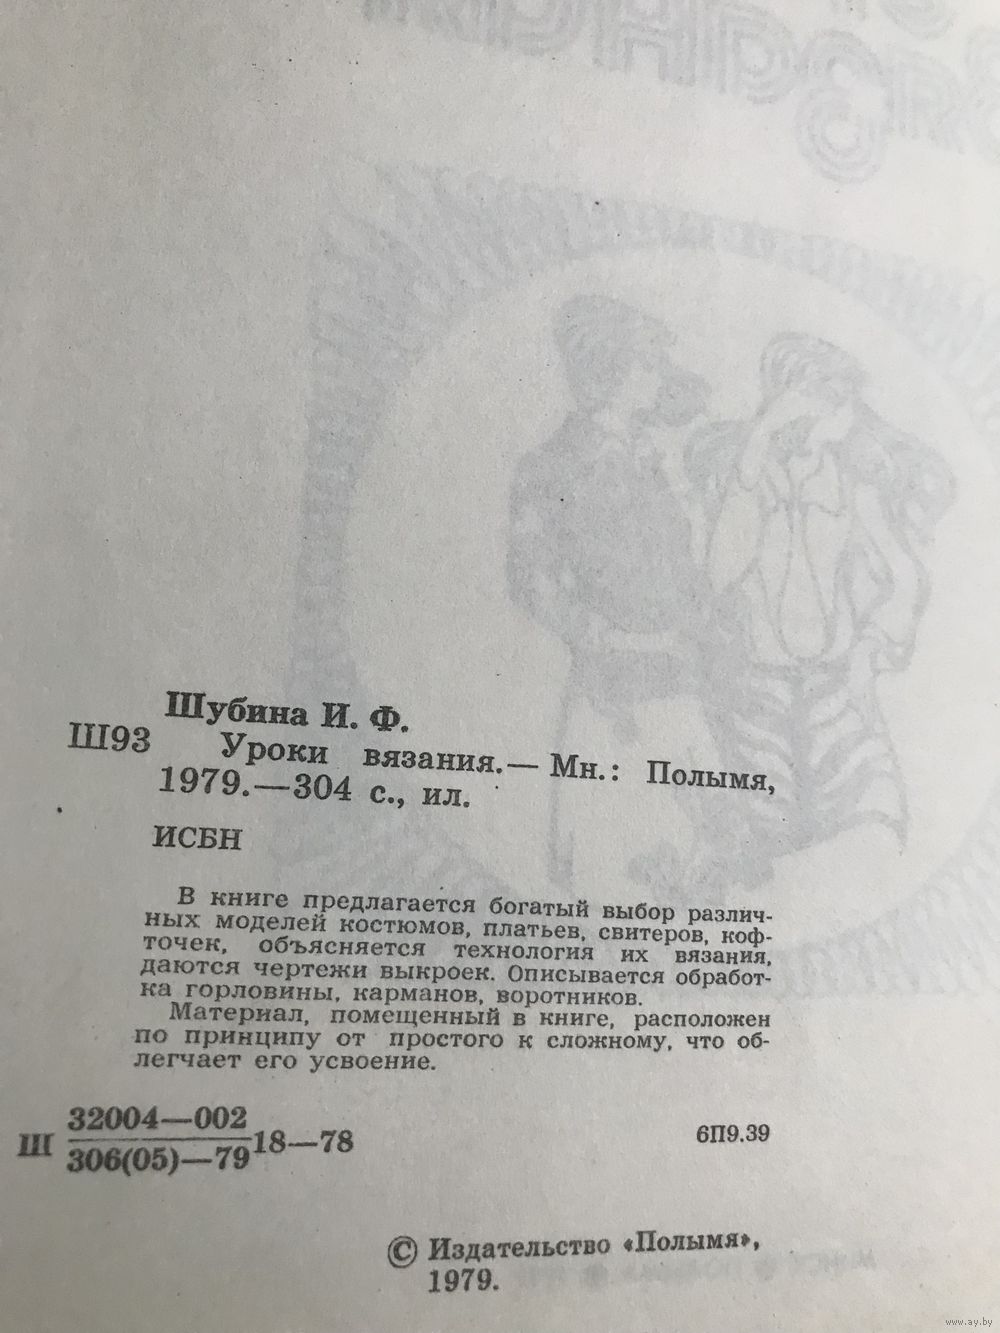 Шубина И. Ф.
Ш93 Уроки вязания.— Мн.: Полымя,
1979.—304 с., ил.
ИСБН
В книге предлагается богатый выбор различ-
ных моделей костюмов, платьев, свитеров, коф-
точек, объясняется технология их вязания,
даются чертежи выкроек. Описывается обработ-
ка горловины, карманов, воротников.
Материал, помещенный в книге, расположен
по принципу от простого к сложному, что об-
легчает его усвоение.
Ш 32004—002
306(05)—79 18—78
6П9.39
© Издательство «Полымя»,
1979.
www.ay.by